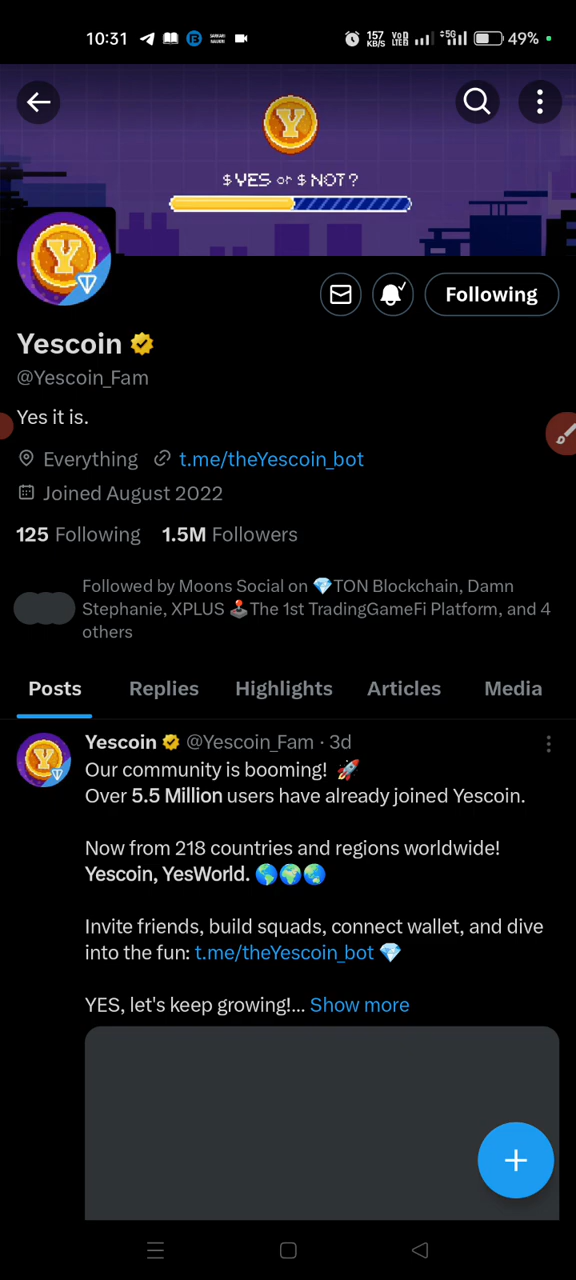 10:31 157 KB/S VoD LTE 5G 49%
Y
$ YES or $ NOT?
Y
Following
Yescoin
@Yescoin_Fam
Yes it is.
Everything t.me/theYescoin_bot
Joined August 2022
125 Following 1.5M Followers
Followed by Moons Social on 💎TON Blockchain, Damn
Stephanie, XPLUS 🕹️The 1st TradingGameFi Platform, and 4
others
Posts Replies Highlights Articles Media
Yescoin @Yescoin_Fam · 3d
Our community is booming! 🚀
Over 5.5 Million users have already joined Yescoin.
Now from 218 countries and regions worldwide!
Yescoin, YesWorld. 🌎🌍🌏
Invite friends, build squads, connect wallet, and dive
into the fun: t.me/theYescoin_bot 💎
YES, let's keep growing!... Show more